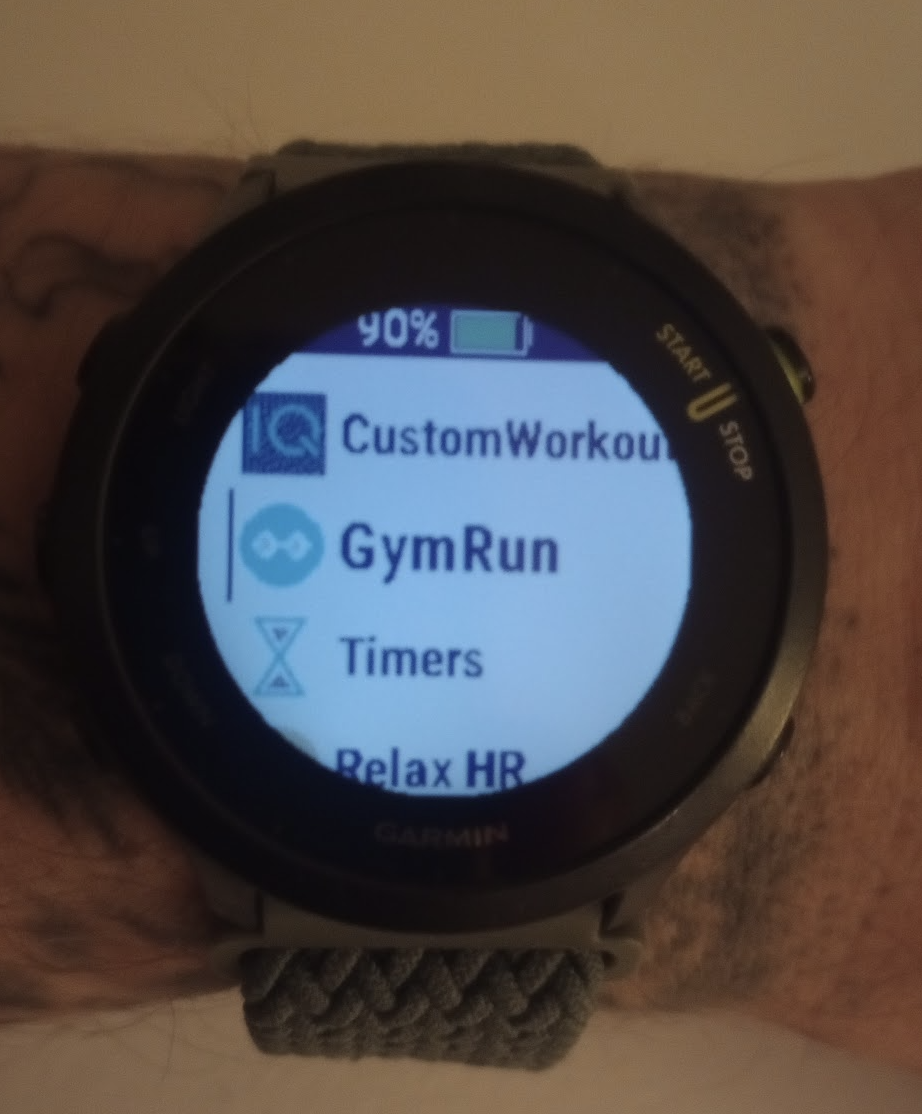 90%
START
STOP
CustomWorkou
GymRun
Timers
Relax HR
GARMIN